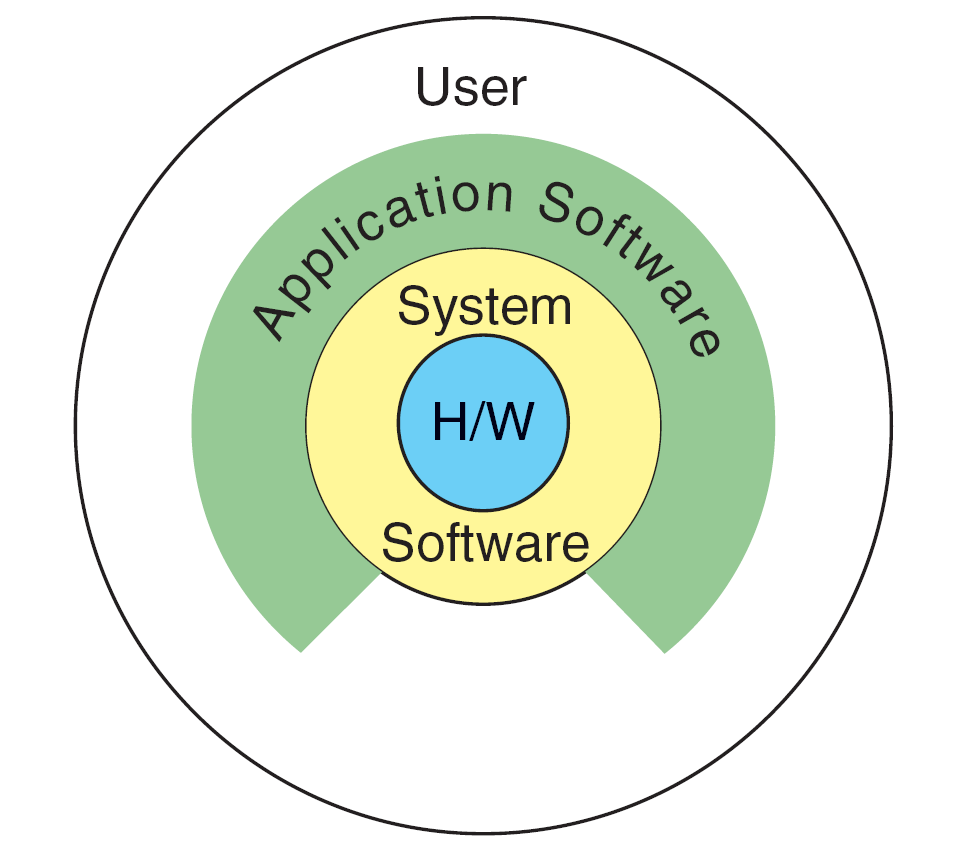 User
Application Software
System
H/W
Software